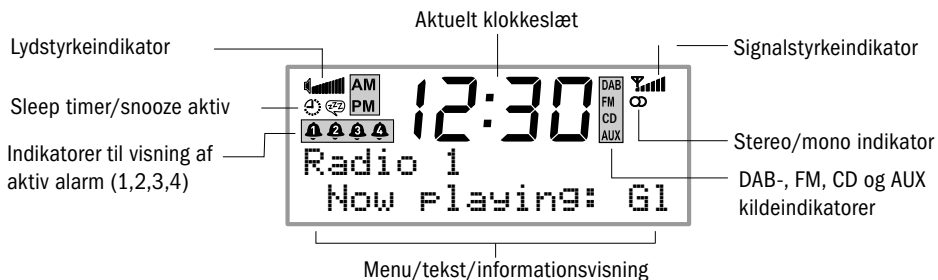 Aktuelt klokkeslæt
Lydstyrkeindikator
Signalstyrkeindikator
AM
12:30
DAB
Sleep timer/snooze aktiv
zzz
PM
FM
CD
AUX
1 2 3 4
Indikatorer til visning af
aktiv alarm (1,2,3,4)
Stereo/mono indikator
Radio 1
DAB-, FM, CD og AUX
kildeindikatorer
Now playing: Gl
Menu/tekst/informationsvisning